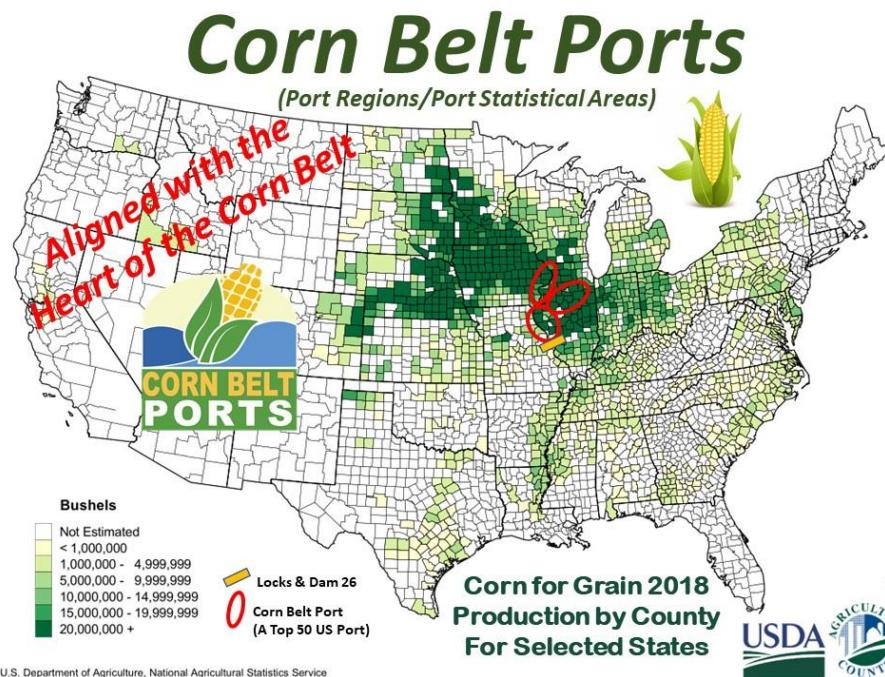 Corn Belt Ports
(Port Regions/Port Statistical Areas)
Aligned with the
Heart of the Corn Belt
CORN BELT
PORTS
Bushels
Not Estimated
< 1,000,000
1,000,000 - 4,999,999
5,000,000 - 9,999,999
10,000,000 - 14,999,999
15,000,000 - 19,999,999
20,000,000 +
Locks & Dam 26
Corn Belt Port
(A Top 50 US Port)
Corn for Grain 2018
Production by County
For Selected States
USDA
AGRICULTU
COUNT
U.S. Department of Agriculture, National Agricultural Statistics Service